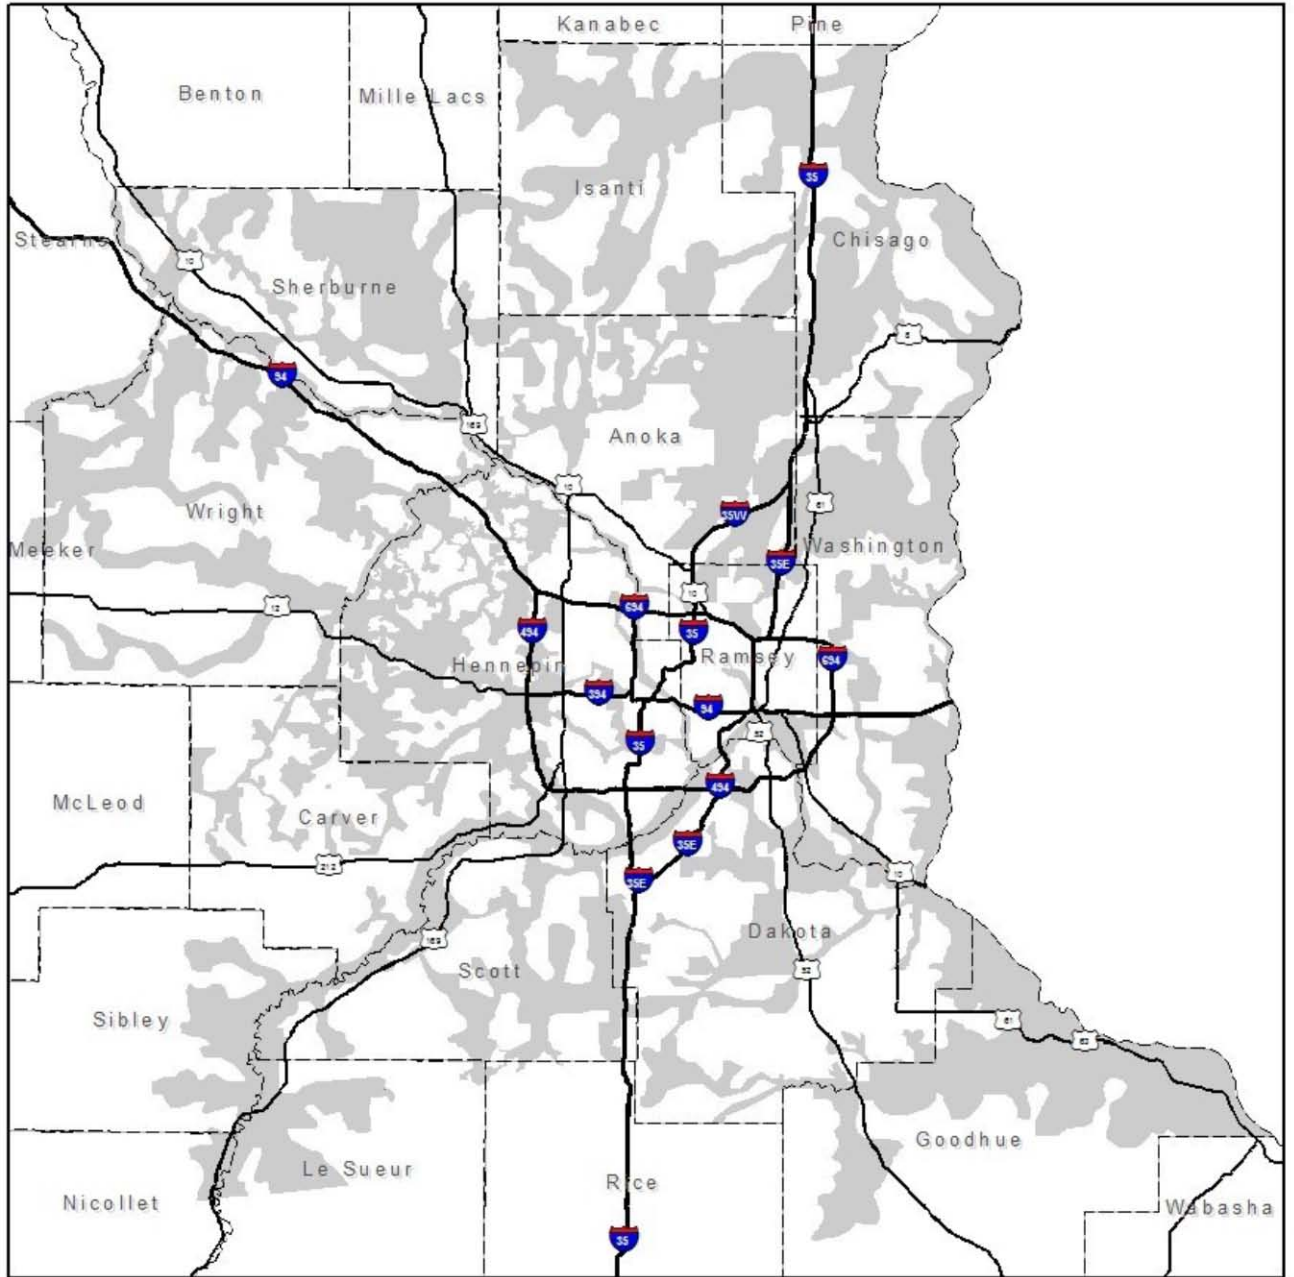 Kanabec
Pine
Benton
Mille Lacs
35
Isanti
Stearns
Chisago
10
Sherburne
8
94
169
Anoka
10
61
35W
Wright
Meeker
Washington
35E
12
10
694
494
35
Hennepin
Ramsey
694
394
94
52
35
494
McLeod
Carver
35E
212
10
35E
Dakota
169
52
Scott
Sibley
61
63
Goodhue
Le Sueur
Rice
Nicollet
Wabasha
35